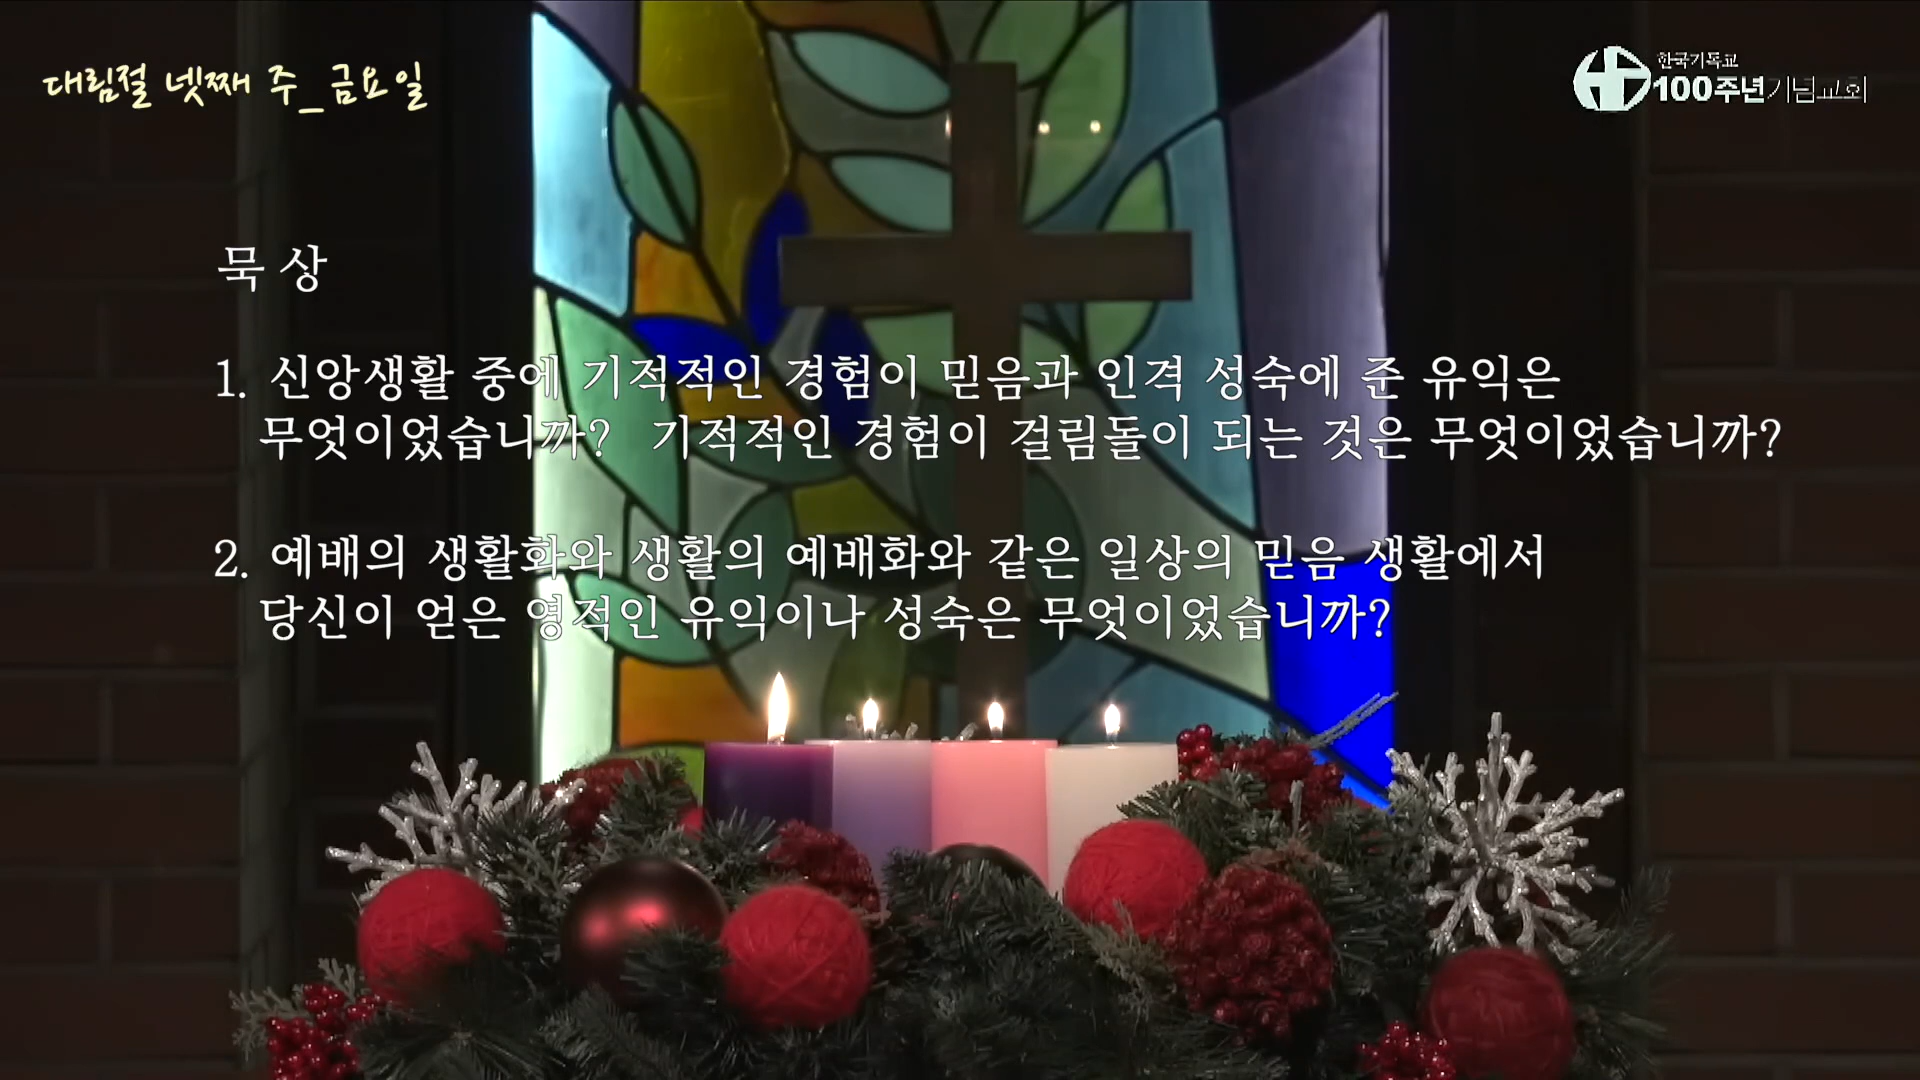 대림절 넷째 주_금요일
한국기독교
100주년기념교회
묵 상
1. 신앙생활 중에 기적적인 경험이 믿음과 인격 성숙에 준 유익은
무엇이었습니까? 기적적인 경험이 걸림돌이 되는 것은 무엇이었습니까?
2. 예배의 생활화와 생활의 예배화와 같은 일상의 믿음 생활에서
당신이 얻은 영적인 유익이나 성숙은 무엇이었습니까?